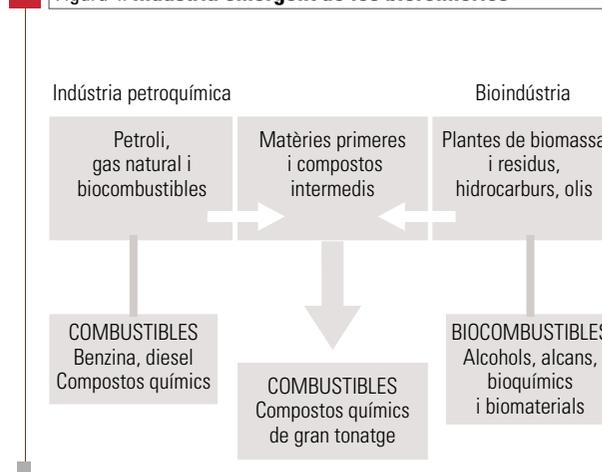 Indústria petroquímica
Bioindústria
Petroli,
gas natural i
biocombustibles
Matèries primeres
i compostos
intermedis
Plantes de biomassa
i residus,
hidrocarburs, olis
COMBUSTIBLES
Benzina, diesel
Compostos químics
COMBUSTIBLES
Compostos químics
de gran tonatge
BIOCOMBUSTIBLES
Alcohols, alcans,
bioquímics
i biomaterials